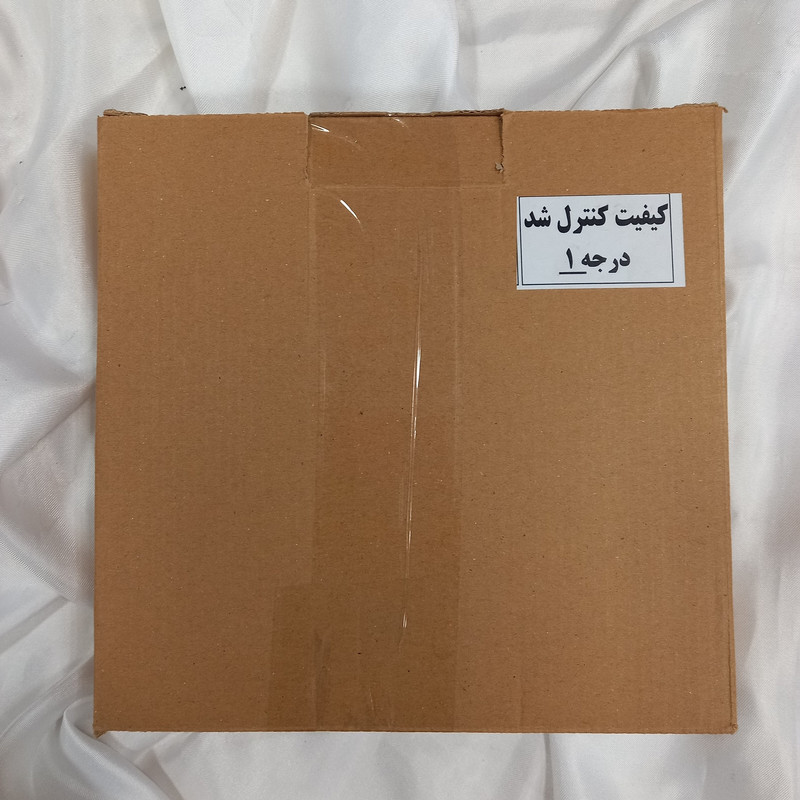 کیفیت کنترل شد
درجه ۱